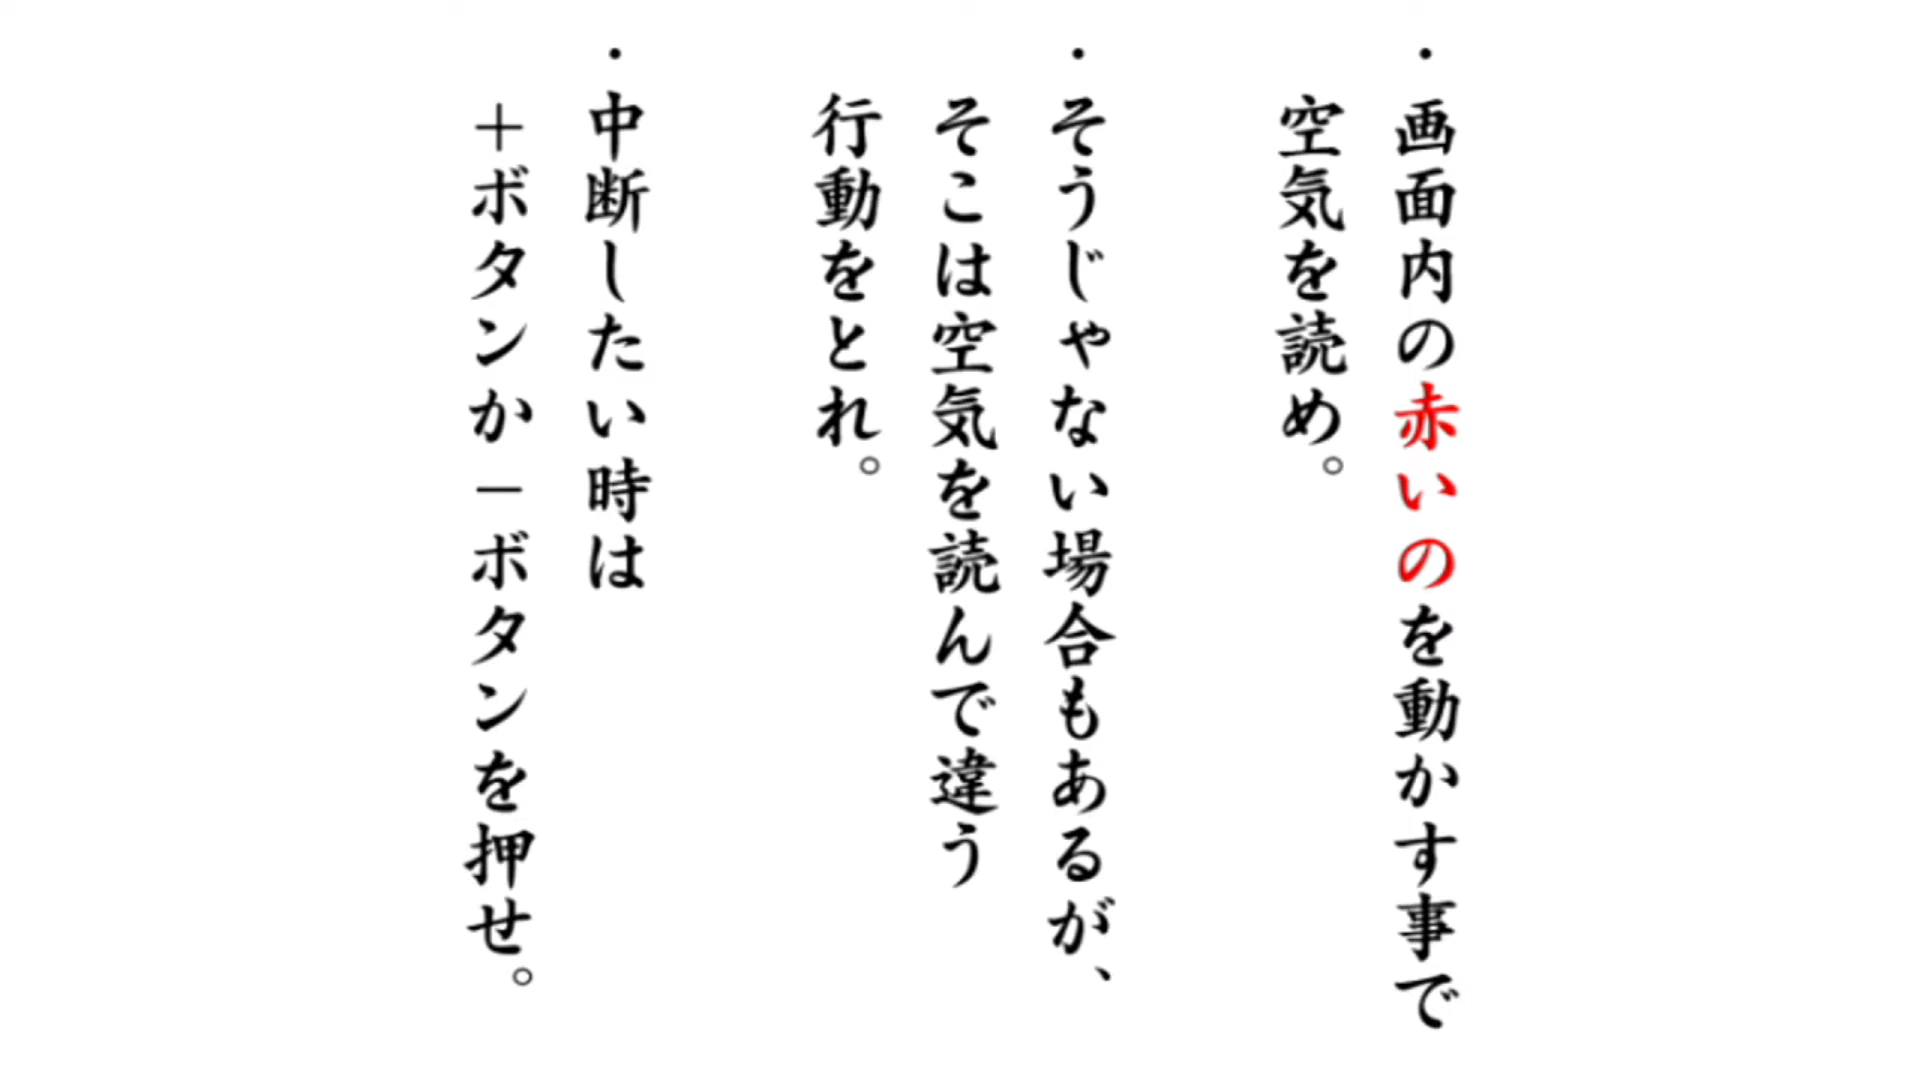 ・画面内の赤いのを動かす事で
空気を読め。
・そうじゃない場合もあるが、
そこは空気を読んで違う
行動をとれ。
・中断したい時は
＋ボタンか－ボタンを押せ。